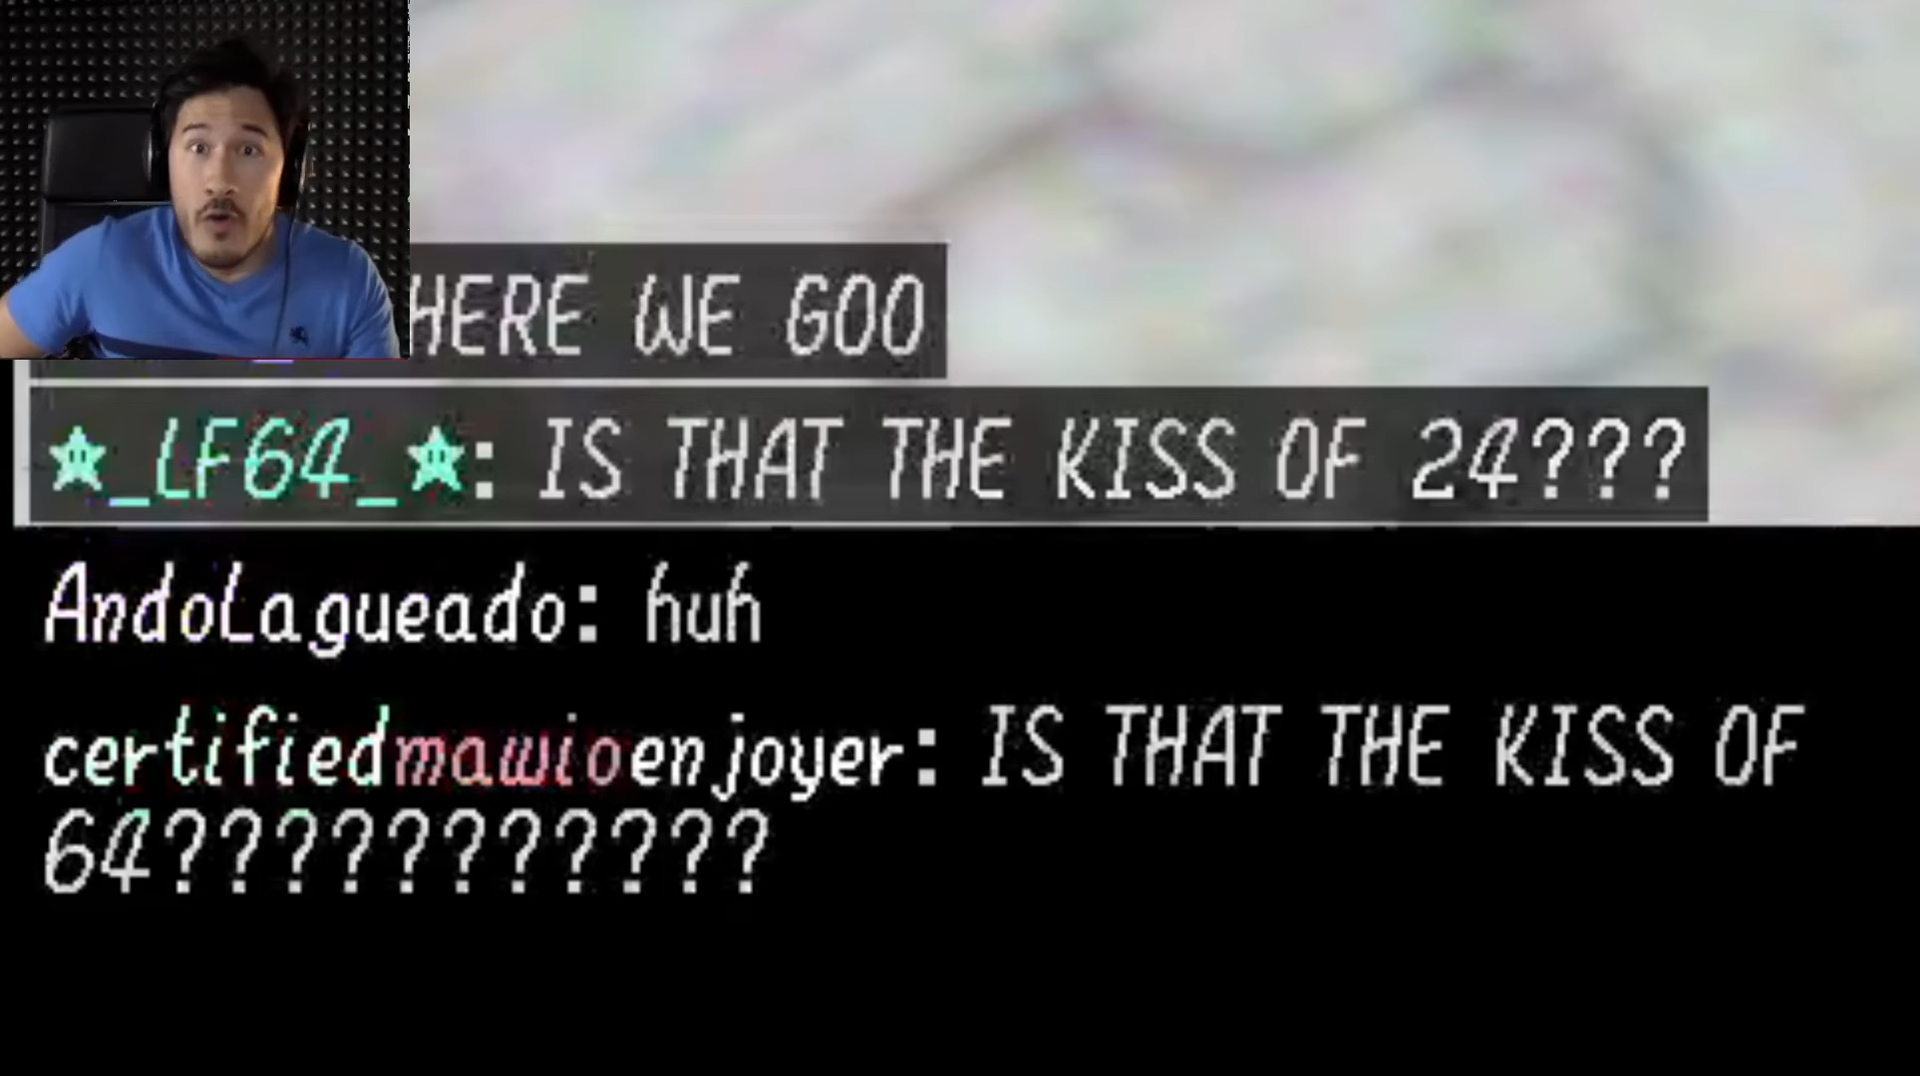 HERE WE GOO
★_LF64_★: IS THAT THE KISS OF 24???
AndoLagueado: huh
certifiedmawioenjoyer: IS THAT THE KISS OF
64???????????